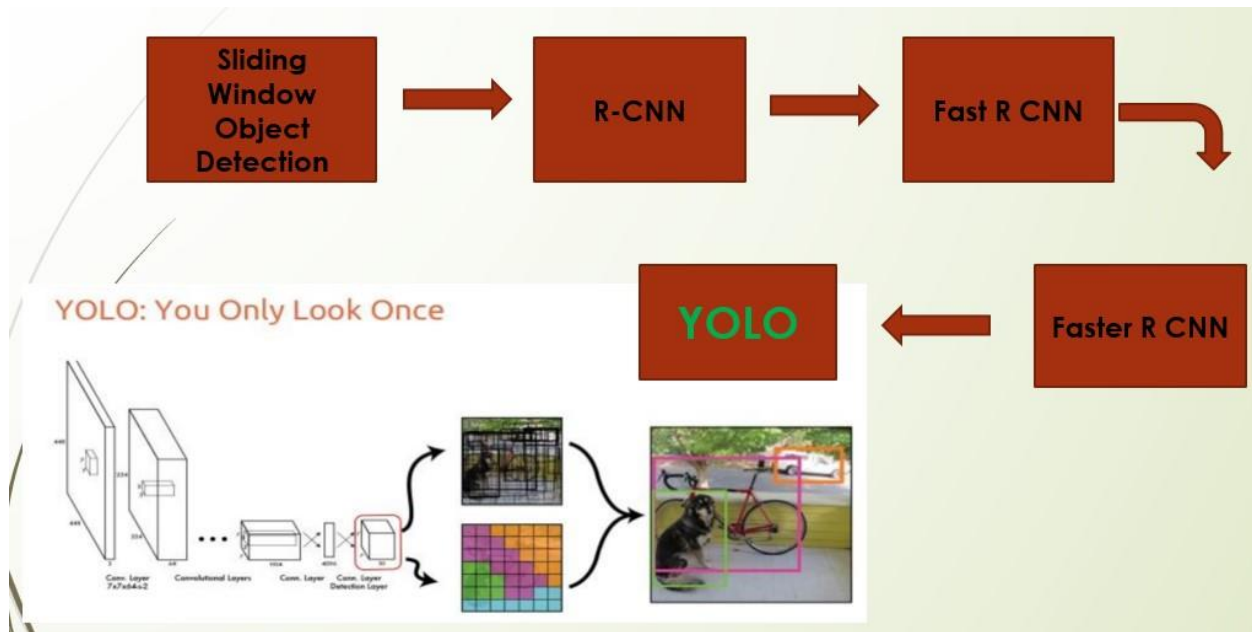 Sliding
Window
Object
Detection
R-CNN
Fast R CNN
Faster R CNN
YOLO
YOLO: You Only Look Once
Conv. Layer
7x7x64-s-2
Convolutional Layers
Conn. Layer
Conn. Layer
Detection Layer